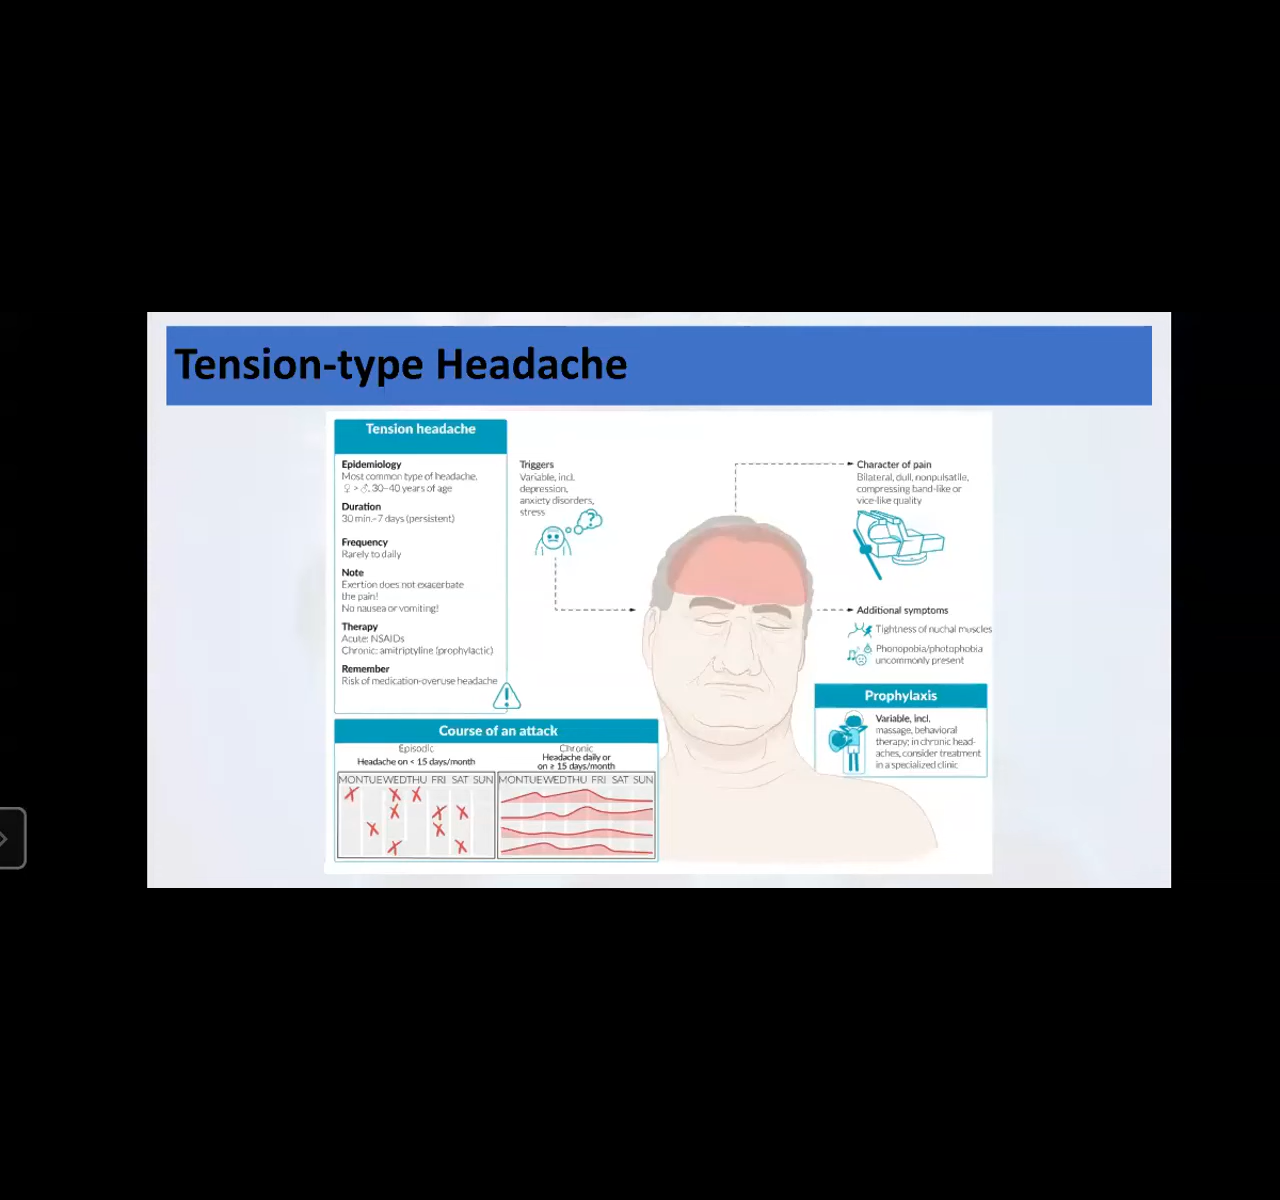 Tension-type Headache
Tension headache
Epidemiology
Most common type of headache.
♀ > ♂. 30–40 years of age
Duration
30 min.–7 days (persistent)
Frequency
Rarely to daily
Note
Exertion does not exacerbate
the pain!
No nausea or vomiting!
Therapy
Acute: NSAIDs
Chronic: amitriptyline (prophylactic)
Remember
Risk of medication-overuse headache
!
Triggers
Variable, incl.
depression,
anxiety disorders,
stress
?
Character of pain
Bilateral, dull, nonpulsatile,
compressing band-like or
vice-like quality
Additional symptoms
Tightness of nuchal muscles
Phonopobia/photophobia
uncommonly present
Prophylaxis
Variable, incl.
massage, behavioral
therapy; in chronic head-
aches, consider treatment
in a specialized clinic
Course of an attack
Episodic
Headache on < 15 days/month
MON TUE WED THU FRI SAT SUN
Chronic
Headache daily or
on ≥ 15 days/month
MON TUE WED THU FRI SAT SUN